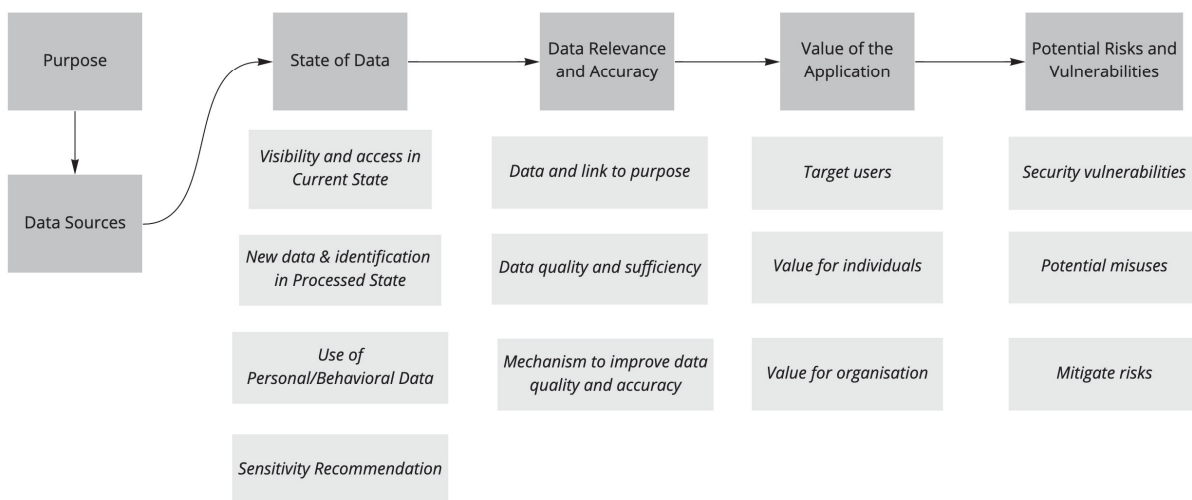 Purpose
Data Sources
State of Data
Visibility and access in
Current State
New data & identification
in Processed State
Use of
Personal/Behavioral Data
Sensitivity Recommendation
Data Relevance
and Accuracy
Data and link to purpose
Data quality and sufficiency
Mechanism to improve data
quality and accuracy
Value of the
Application
Target users
Value for individuals
Value for organisation
Potential Risks and
Vulnerabilities
Security vulnerabilities
Potential misuses
Mitigate risks